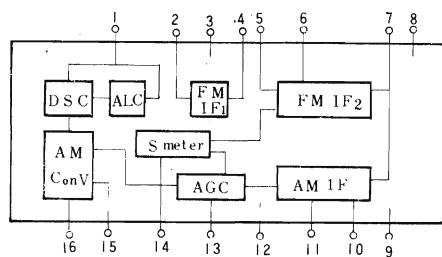 1 2 3 4 5 6 7 8
DSC ALC FM IF1 FM IF2
AM ConV S meter AGC AM IF
16 15 14 13 12 11 10 9